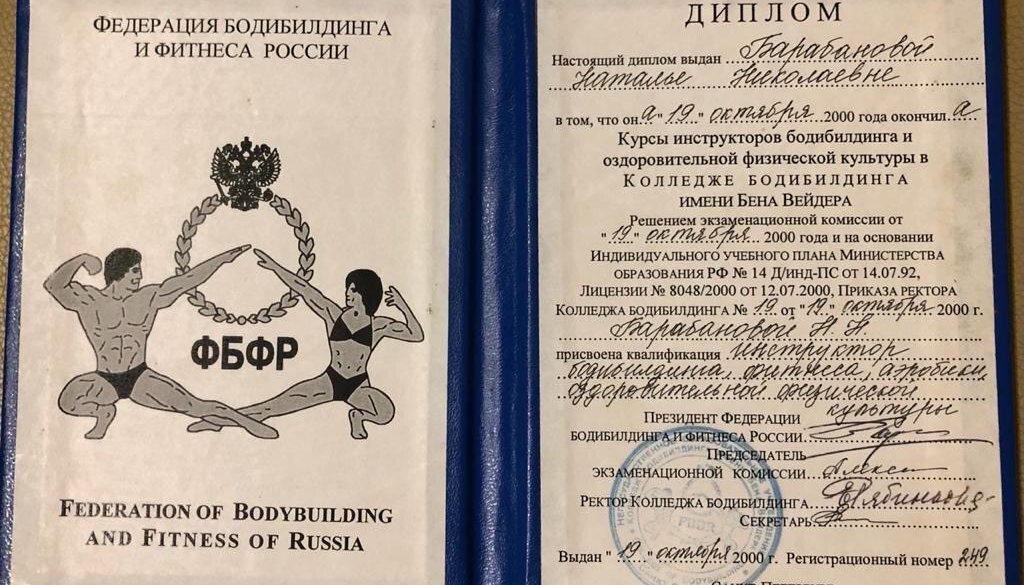 ФЕДЕРАЦИЯ БОДИБИЛДИНГА
И ФИТНЕСА РОССИИ
ФБФР
FEDERATION OF BODYBUILDING
AND FITNESS OF RUSSIA
ДИПЛОМ
Настоящий диплом выдан Барабановой
Наталье Николаевне
в том, что она "19" октября 2000 года окончила
Курсы инструкторов бодибилдинга и
оздоровительной физической культуры в
КОЛЛЕДЖЕ БОДИБИЛДИНГА
ИМЕНИ БЕНА ВЕЙДЕРА
Решением экзаменационной комиссии от
"19" октября 2000 года и на основании
ИНДИВИДУАЛЬНОГО УЧЕБНОГО ПЛАНА МИНИСТЕРСТВА
ОБРАЗОВАНИЯ РФ № 14 Д/ИНД-ПС ОТ 14.07.92,
ЛИЦЕНЗИИ № 8048/2000 ОТ 12.07.2000, ПРИКАЗА РЕКТОРА
КОЛЛЕДЖА БОДИБИЛДИНГА № 19 от "19" октября 2000 г.
Барабановой Н Н
присвоена квалификация инструктор
бодибилдинга, фитнеса, аэробики,
оздоровительной физической
культуры
ПРЕЗИДЕНТ ФЕДЕРАЦИИ
БОДИБИЛДИНГА И ФИТНЕСА РОССИИ
ПРЕДСЕДАТЕЛЬ
ЭКЗАМЕНАЦИОННОЙ КОМИССИИ
РЕКТОР КОЛЛЕДЖА БОДИБИЛДИНГА
СЕКРЕТАРЬ
Выдан "19" октября 2000 г. Регистрационный номер 249